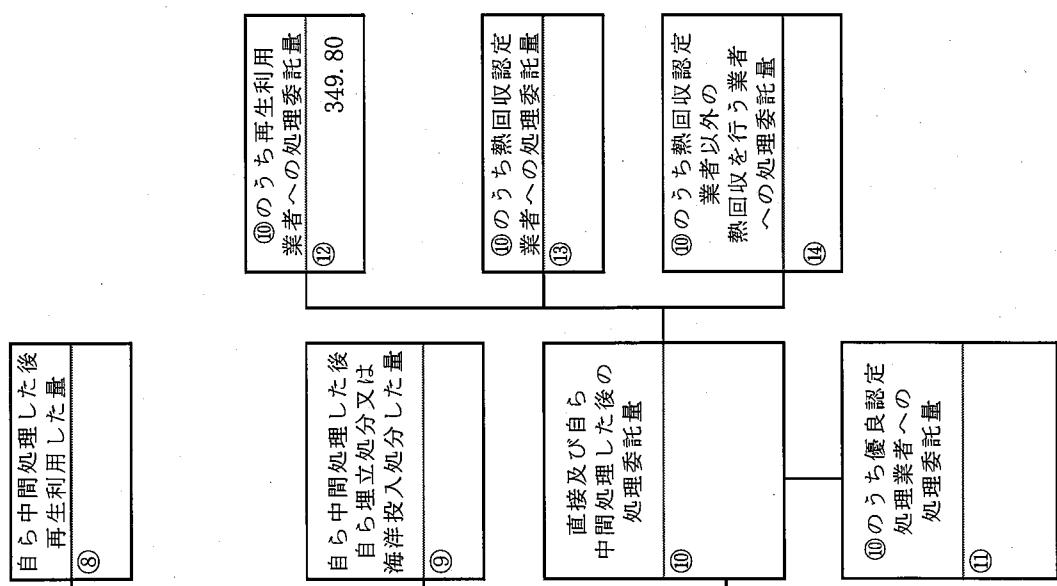 自ら中間処理した後
再生利用した量
⑧
自ら中間処理した後
自ら埋立処分又は
海洋投入処分した量
⑨
直接及び自ら
中間処理した後の
処理委託量
⑩
⑩のうち優良認定
処理業者への
処理委託量
⑪
⑩のうち再生利用
業者への処理委託量
⑫ 349.80
⑩のうち熱回収認定
業者への処理委託量
⑬
⑩のうち熱回収認定
業者以外の
熱回収を行う業者
への処理委託量
⑭